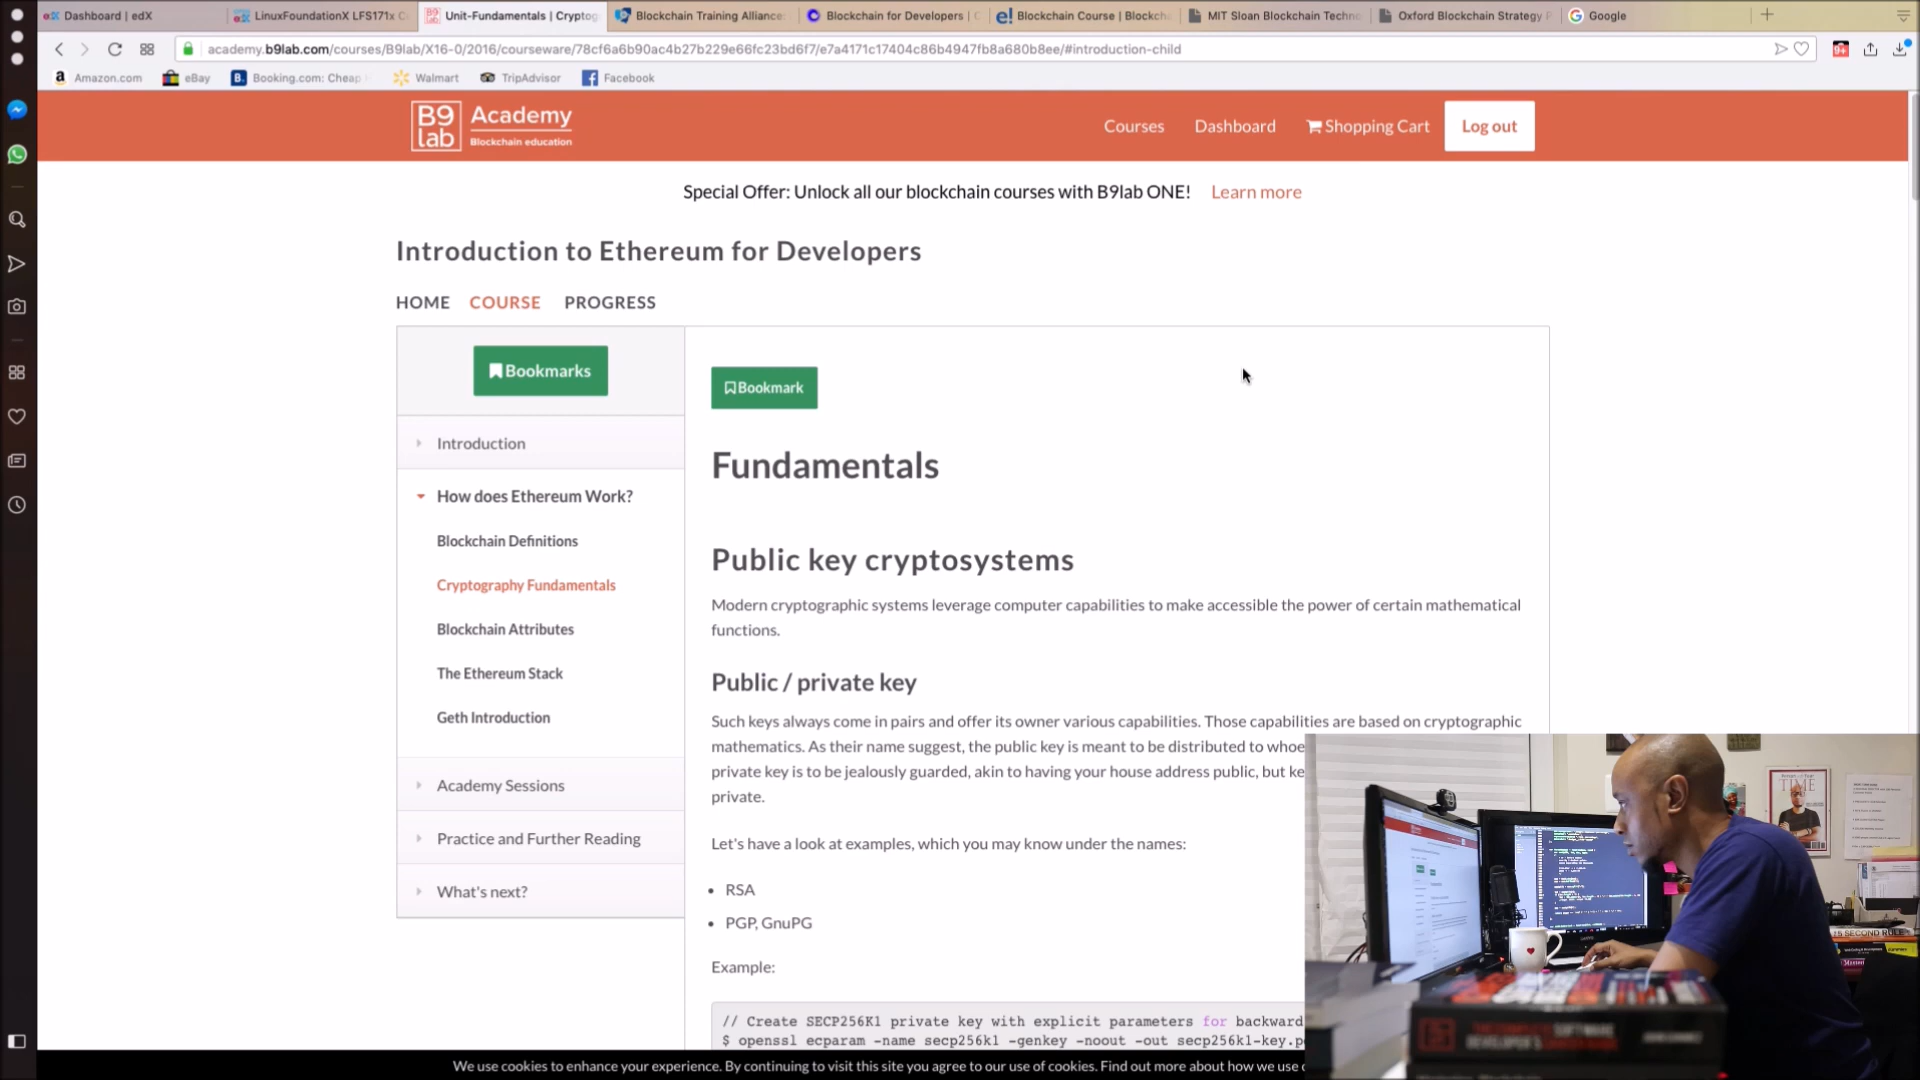 Dashboard | edX
LinuxFoundationX LFS171x C
Unit-Fundamentals | Cryptog
Blockchain Training Alliance:
Blockchain for Developers | C
Blockchain Course | Blockch
MIT Sloan Blockchain Techno
Oxford Blockchain Strategy P
Google
academy.b9lab.com/courses/B9lab/X16-0/2016/courseware/78cf6a6b90ac4b27b229e66fc23bd6f7/e7a4171c17404c86b4947fb8a680b8ee/#introduction-child
9+
Amazon.com
eBay
Booking.com: Cheap
Walmart
TripAdvisor
Facebook
B9
lab
Academy
Blockchain education
Courses
Dashboard
Shopping Cart
Log out
Special Offer: Unlock all our blockchain courses with B9lab ONE! Learn more
Introduction to Ethereum for Developers
HOME COURSE PROGRESS
Bookmarks
Introduction
How does Ethereum Work?
Blockchain Definitions
Cryptography Fundamentals
Blockchain Attributes
The Ethereum Stack
Geth Introduction
Academy Sessions
Practice and Further Reading
What's next?
Bookmark
Fundamentals
Public key cryptosystems
Modern cryptographic systems leverage computer capabilities to make accessible the power of certain mathematical
functions.
Public / private key
Such keys always come in pairs and offer its owner various capabilities. Those capabilities are based on cryptographic
mathematics. As their name suggest, the public key is meant to be distributed to whoe
private key is to be jealously guarded, akin to having your house address public, but ke
private.
Let's have a look at examples, which you may know under the names:
• RSA
• PGP, GnuPG
Example:
// Create SECP256K1 private key with explicit parameters for backward
$ openssl ecparam -name secp256k1 -genkey -noout -out secp256k1-key.p
We use cookies to enhance your experience. By continuing to visit this site you agree to our use of cookies. Find out more about how we use
TIME
5 SECOND RULE